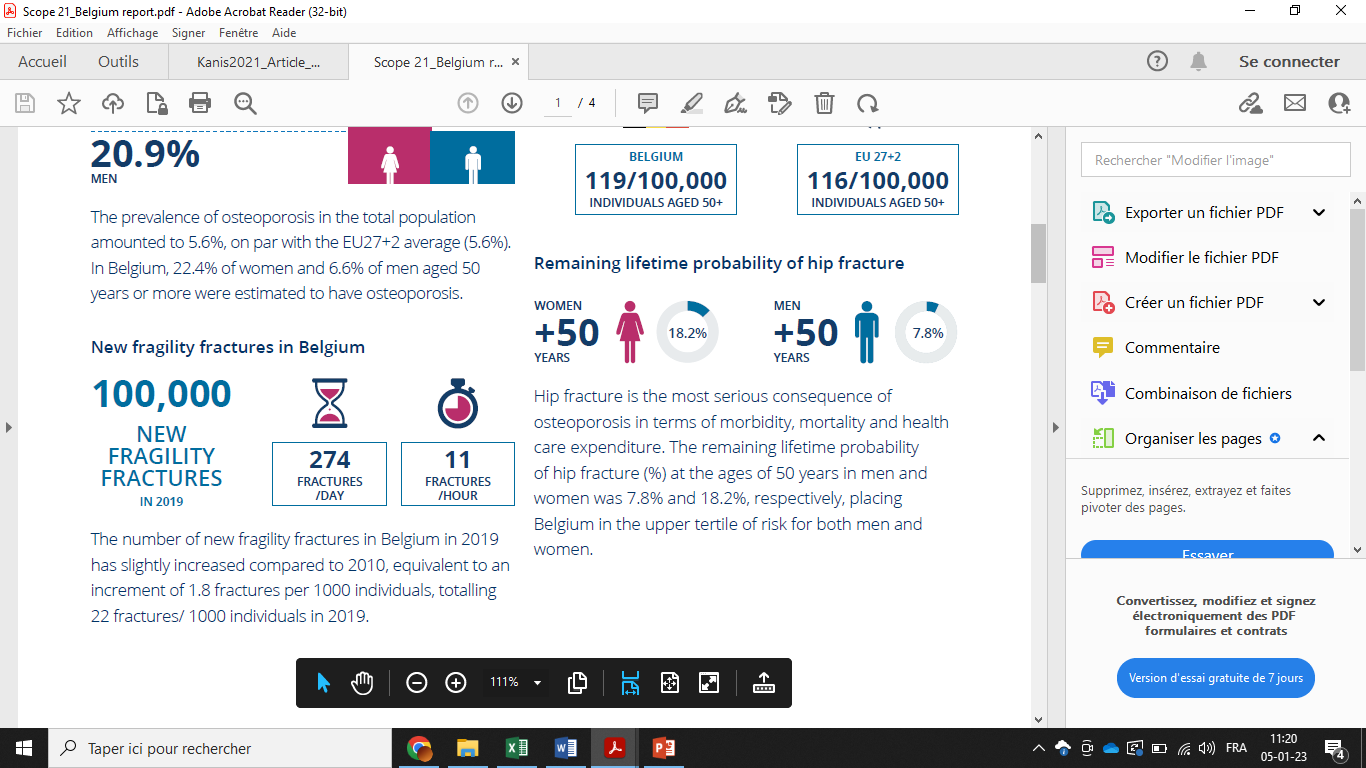 Scope 21_Belgium report.pdf - Adobe Acrobat Reader (32-bit)
Fichier Edition Affichage Signer Fenêtre Aide
Accueil Outils Kanis2021_Article_... Scope 21_Belgium r... ×
Se connecter
1 / 4
20.9%
MEN
The prevalence of osteoporosis in the total population
amounted to 5.6%, on par with the EU27+2 average (5.6%).
In Belgium, 22.4% of women and 6.6% of men aged 50
years or more were estimated to have osteoporosis.
New fragility fractures in Belgium
100,000
NEW
FRAGILITY
FRACTURES
IN 2019
274
FRACTURES
/DAY
11
FRACTURES
/HOUR
The number of new fragility fractures in Belgium in 2019
has slightly increased compared to 2010, equivalent to an
increment of 1.8 fractures per 1000 individuals, totalling
22 fractures/ 1000 individuals in 2019.
BELGIUM
119/100,000
INDIVIDUALS AGED 50+
EU 27+2
116/100,000
INDIVIDUALS AGED 50+
Remaining lifetime probability of hip fracture
WOMEN
+50
YEARS
18.2%
MEN
+50
YEARS
7.8%
Hip fracture is the most serious consequence of
osteoporosis in terms of morbidity, mortality and health
care expenditure. The remaining lifetime probability
of hip fracture (%) at the ages of 50 years in men and
women was 7.8% and 18.2%, respectively, placing
Belgium in the upper tertile of risk for both men and
women.
111%
Rechercher "Modifier l'image"
Exporter un fichier PDF
Modifier le fichier PDF
Créer un fichier PDF
Commentaire
Combinaison de fichiers
Organiser les pages
Supprimez, insérez, extrayez et faites
pivoter des pages.
Essayer
Convertissez, modifiez et signez
électroniquement des PDF
formulaires et contrats
Version d'essai gratuite de 7 jours
Taper ici pour rechercher
FRA
11:20
05-01-23
4